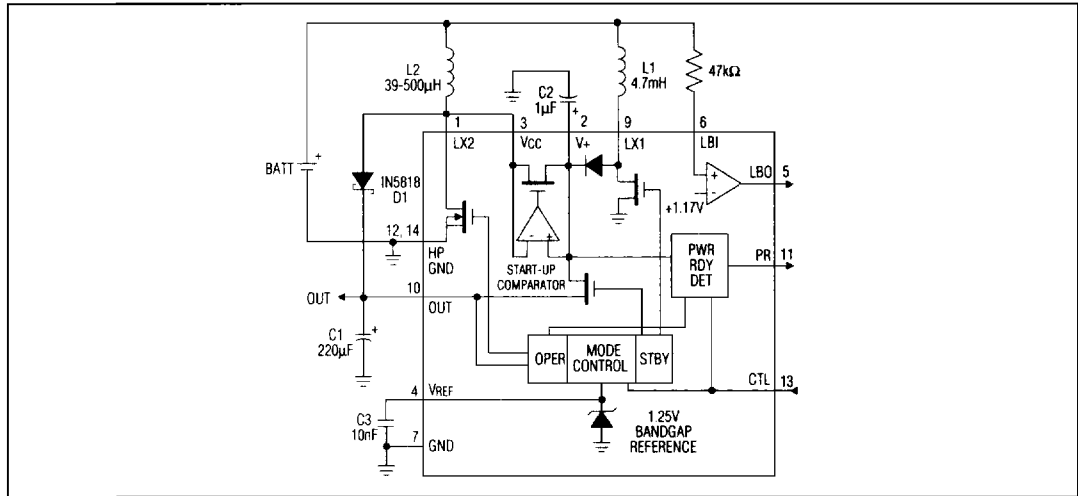 L2
39-500µH
L1
4.7mH
47kΩ
C2
1µF
+
1
3
2
9
6
LX2
VCC
V+
LX1
LBI
BATT
+
IN5818
D1
+
-
LBO
5
+1.17V
12, 14
HP
GND
-
+
START-UP
COMPARATOR
PWR
RDY
DET
PR
11
OUT
10
OUT
C1
220µF
+
OPER
MODE
CONTROL
STBY
CTL
13
4
VREF
C3
10nF
7
GND
1.25V
BANDGAP
REFERENCE